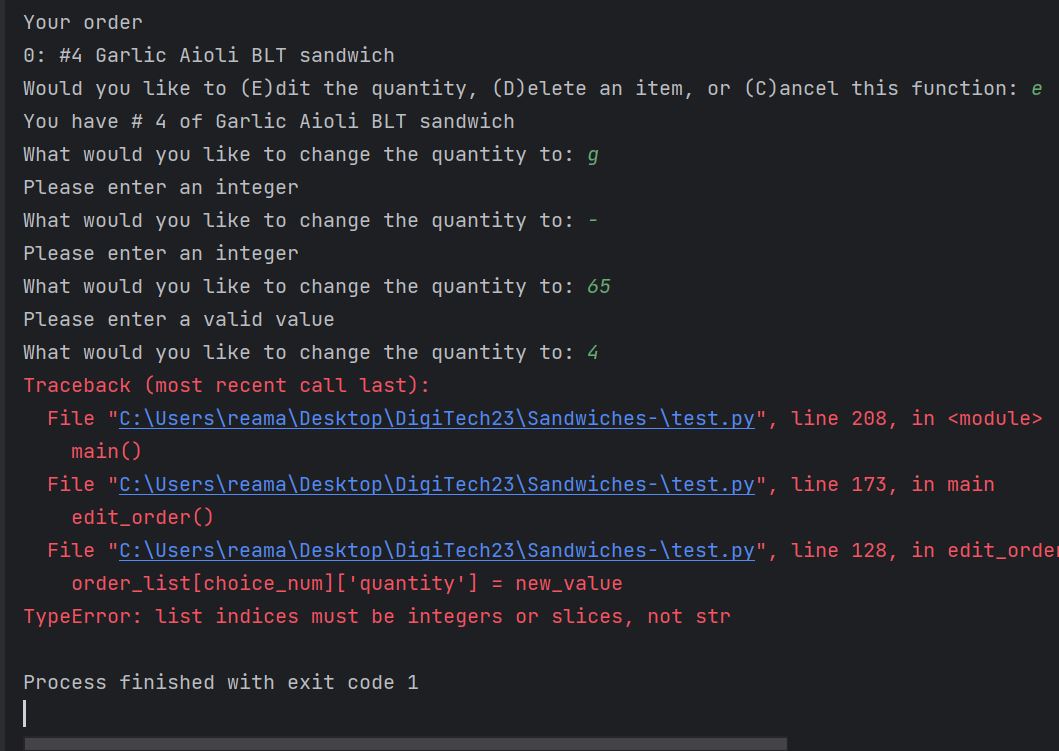 Your order
0: #4 Garlic Aioli BLT sandwich
Would you like to (E)dit the quantity, (D)elete an item, or (C)ancel this function: e
You have # 4 of Garlic Aioli BLT sandwich
What would you like to change the quantity to: g
Please enter an integer
What would you like to change the quantity to: -
Please enter an integer
What would you like to change the quantity to: 65
Please enter a valid value
What would you like to change the quantity to: 4
Traceback (most recent call last):
  File "C:\Users\reama\Desktop\DigiTech23\Sandwiches-\test.py", line 208, in <module>
    main()
  File "C:\Users\reama\Desktop\DigiTech23\Sandwiches-\test.py", line 173, in main
    edit_order()
  File "C:\Users\reama\Desktop\DigiTech23\Sandwiches-\test.py", line 128, in edit_order
    order_list[choice_num]['quantity'] = new_value
TypeError: list indices must be integers or slices, not str
Process finished with exit code 1